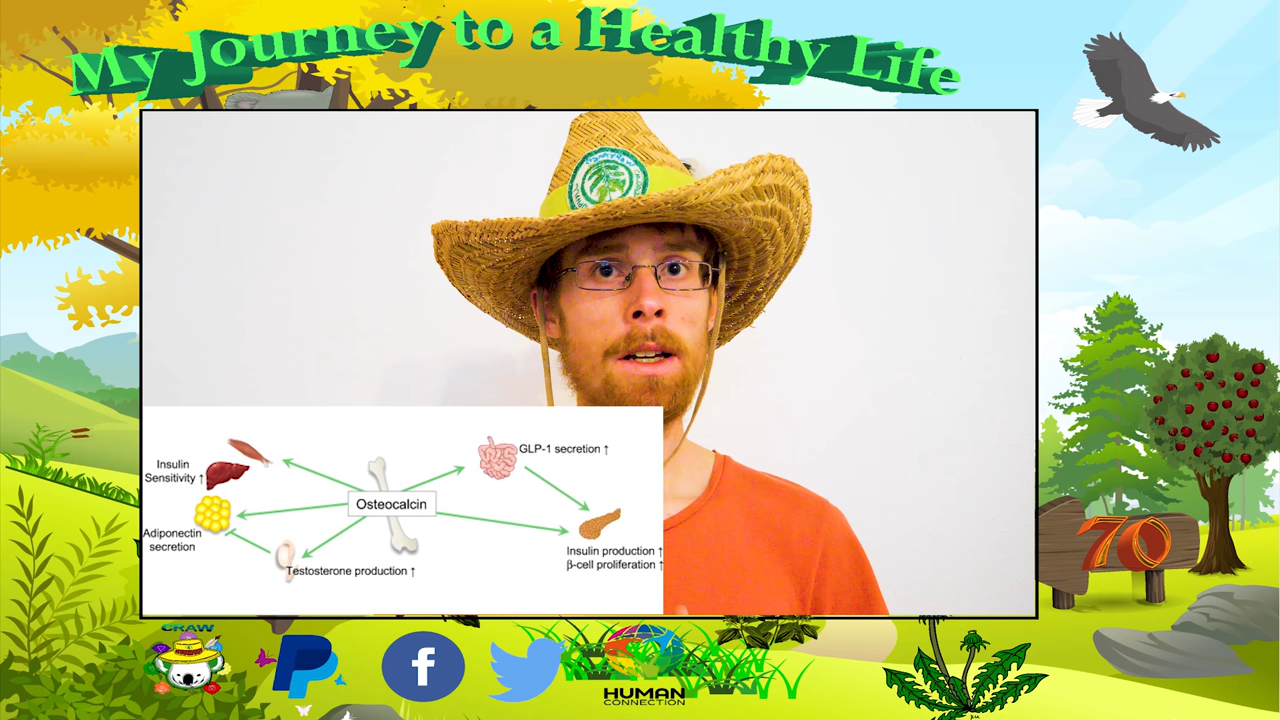 My Journey to a Healthy Life
GLP-1 secretion ↑
Insulin
Sensitivity ↑
Osteocalcin
Adiponectin
secretion
Insulin production ↑
β-cell proliferation ↑
Testosterone production ↑
70
CRAW
HUMAN
CONNECTION